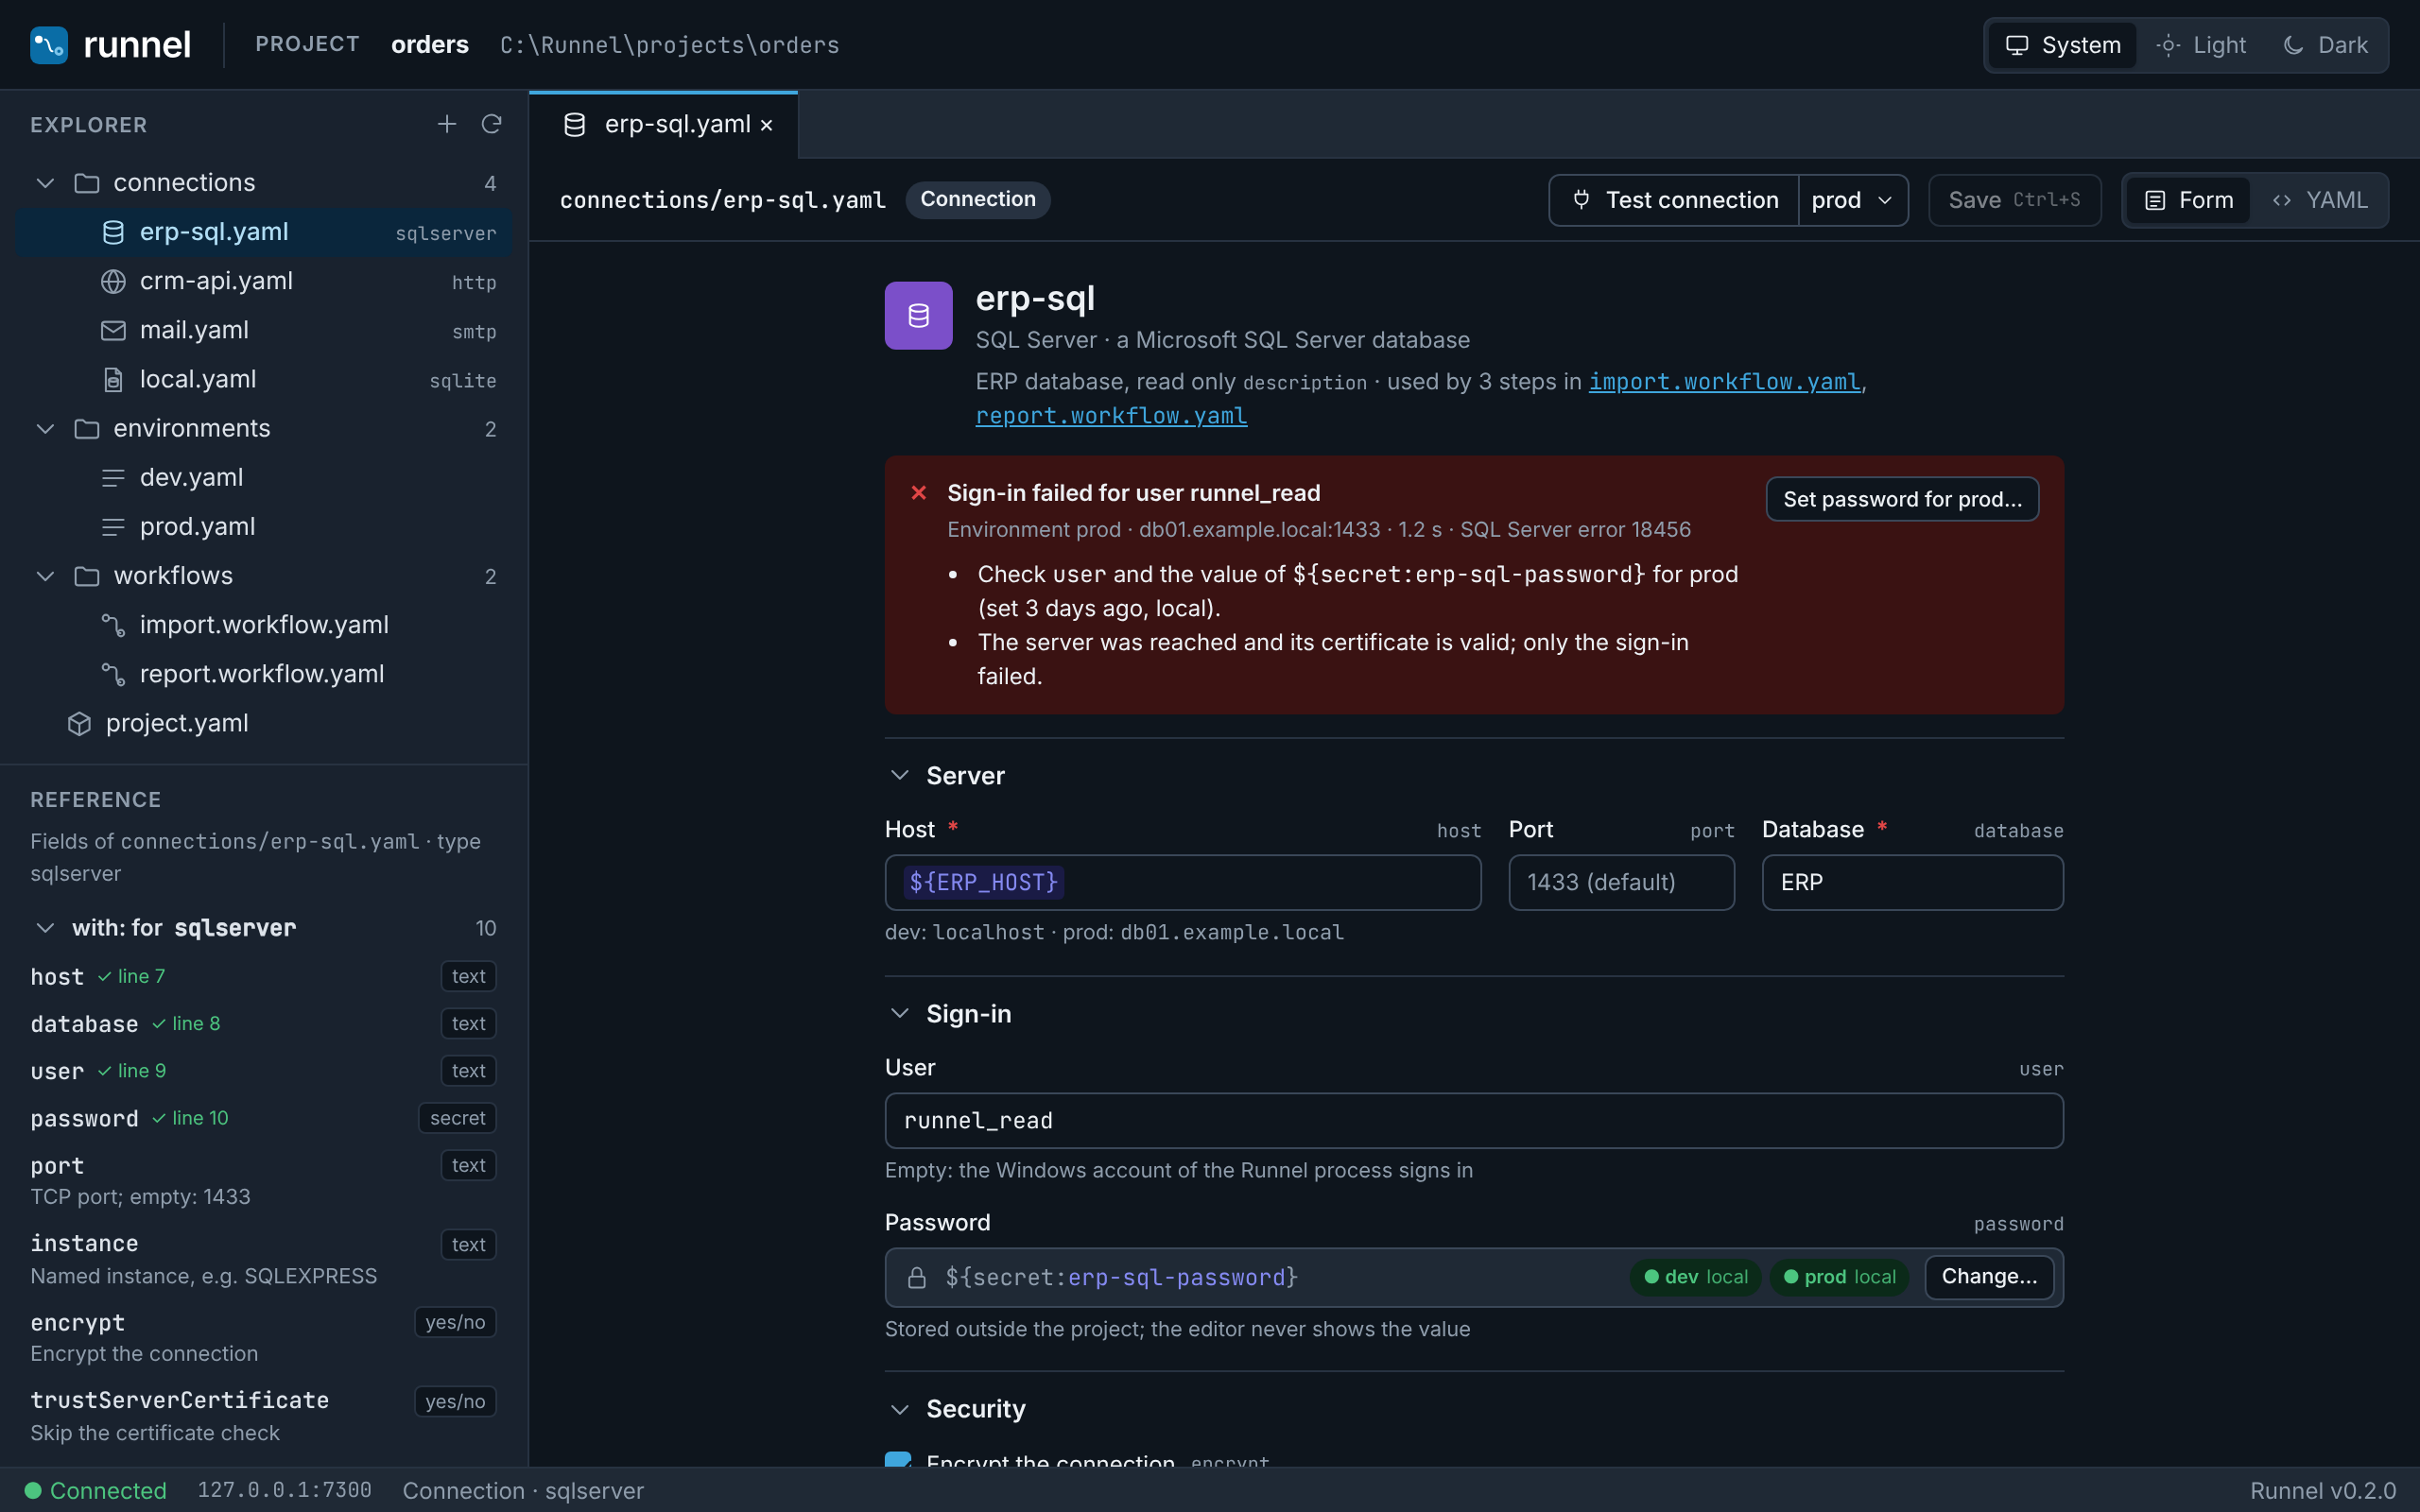 runnel PROJECT orders C:\Runnel\projects\orders System Light Dark
EXPLORER
connections 4
erp-sql.yaml sqlserver
crm-api.yaml http
mail.yaml smtp
local.yaml sqlite
environments 2
dev.yaml
prod.yaml
workflows 2
import.workflow.yaml
report.workflow.yaml
project.yaml
REFERENCE
Fields of connections/erp-sql.yaml · type
sqlserver
with: for sqlserver 10
host ✓ line 7 text
database ✓ line 8 text
user ✓ line 9 text
password ✓ line 10 secret
port text
TCP port; empty: 1433
instance text
Named instance, e.g. SQLEXPRESS
encrypt yes/no
Encrypt the connection
trustServerCertificate yes/no
Skip the certificate check
erp-sql.yaml ×
connections/erp-sql.yaml Connection Test connection prod Save Ctrl+S Form YAML
erp-sql
SQL Server · a Microsoft SQL Server database
ERP database, read only description · used by 3 steps in import.workflow.yaml,
report.workflow.yaml
Sign-in failed for user runnel_read Set password for prod...
Environment prod · db01.example.local:1433 · 1.2 s · SQL Server error 18456
• Check user and the value of ${secret:erp-sql-password} for prod
(set 3 days ago, local).
• The server was reached and its certificate is valid; only the sign-in
failed.
Server
Host * host Port port Database * database
${ERP_HOST} 1433 (default) ERP
dev: localhost · prod: db01.example.local
Sign-in
User user
runnel_read
Empty: the Windows account of the Runnel process signs in
Password password
${secret:erp-sql-password} dev local prod local Change...
Stored outside the project; the editor never shows the value
Security
Encrypt the connection encrypt
Connected 127.0.0.1:7300 Connection · sqlserver Runnel v0.2.0